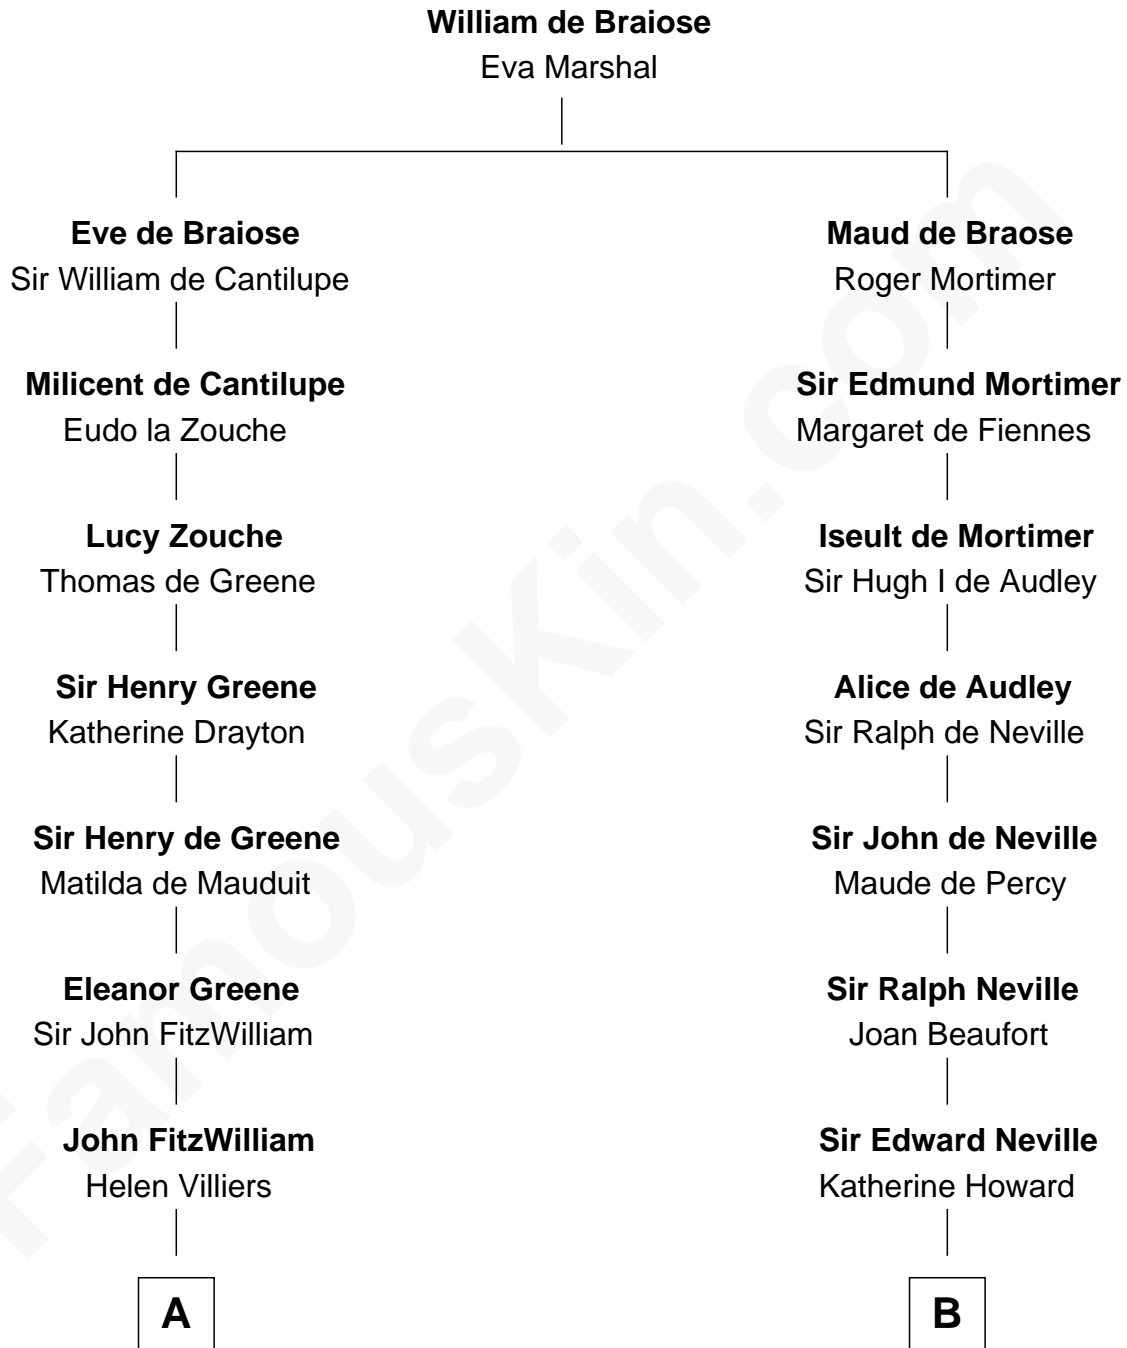 William de Braiose
Eva Marshal
Eve de Braiose
Sir William de Cantilupe
Maud de Braose
Roger Mortimer
Milicent de Cantilupe
Eudo la Zouche
Sir Edmund Mortimer
Margaret de Fiennes
Lucy Zouche
Thomas de Greene
Iseult de Mortimer
Sir Hugh I de Audley
Sir Henry Greene
Katherine Drayton
Alice de Audley
Sir Ralph de Neville
Sir Henry de Greene
Matilda de Mauduit
Sir John de Neville
Maude de Percy
Eleanor Greene
Sir John FitzWilliam
Sir Ralph Neville
Joan Beaufort
John FitzWilliam
Helen Villiers
Sir Edward Neville
Katherine Howard
A
B
FamousKin.com